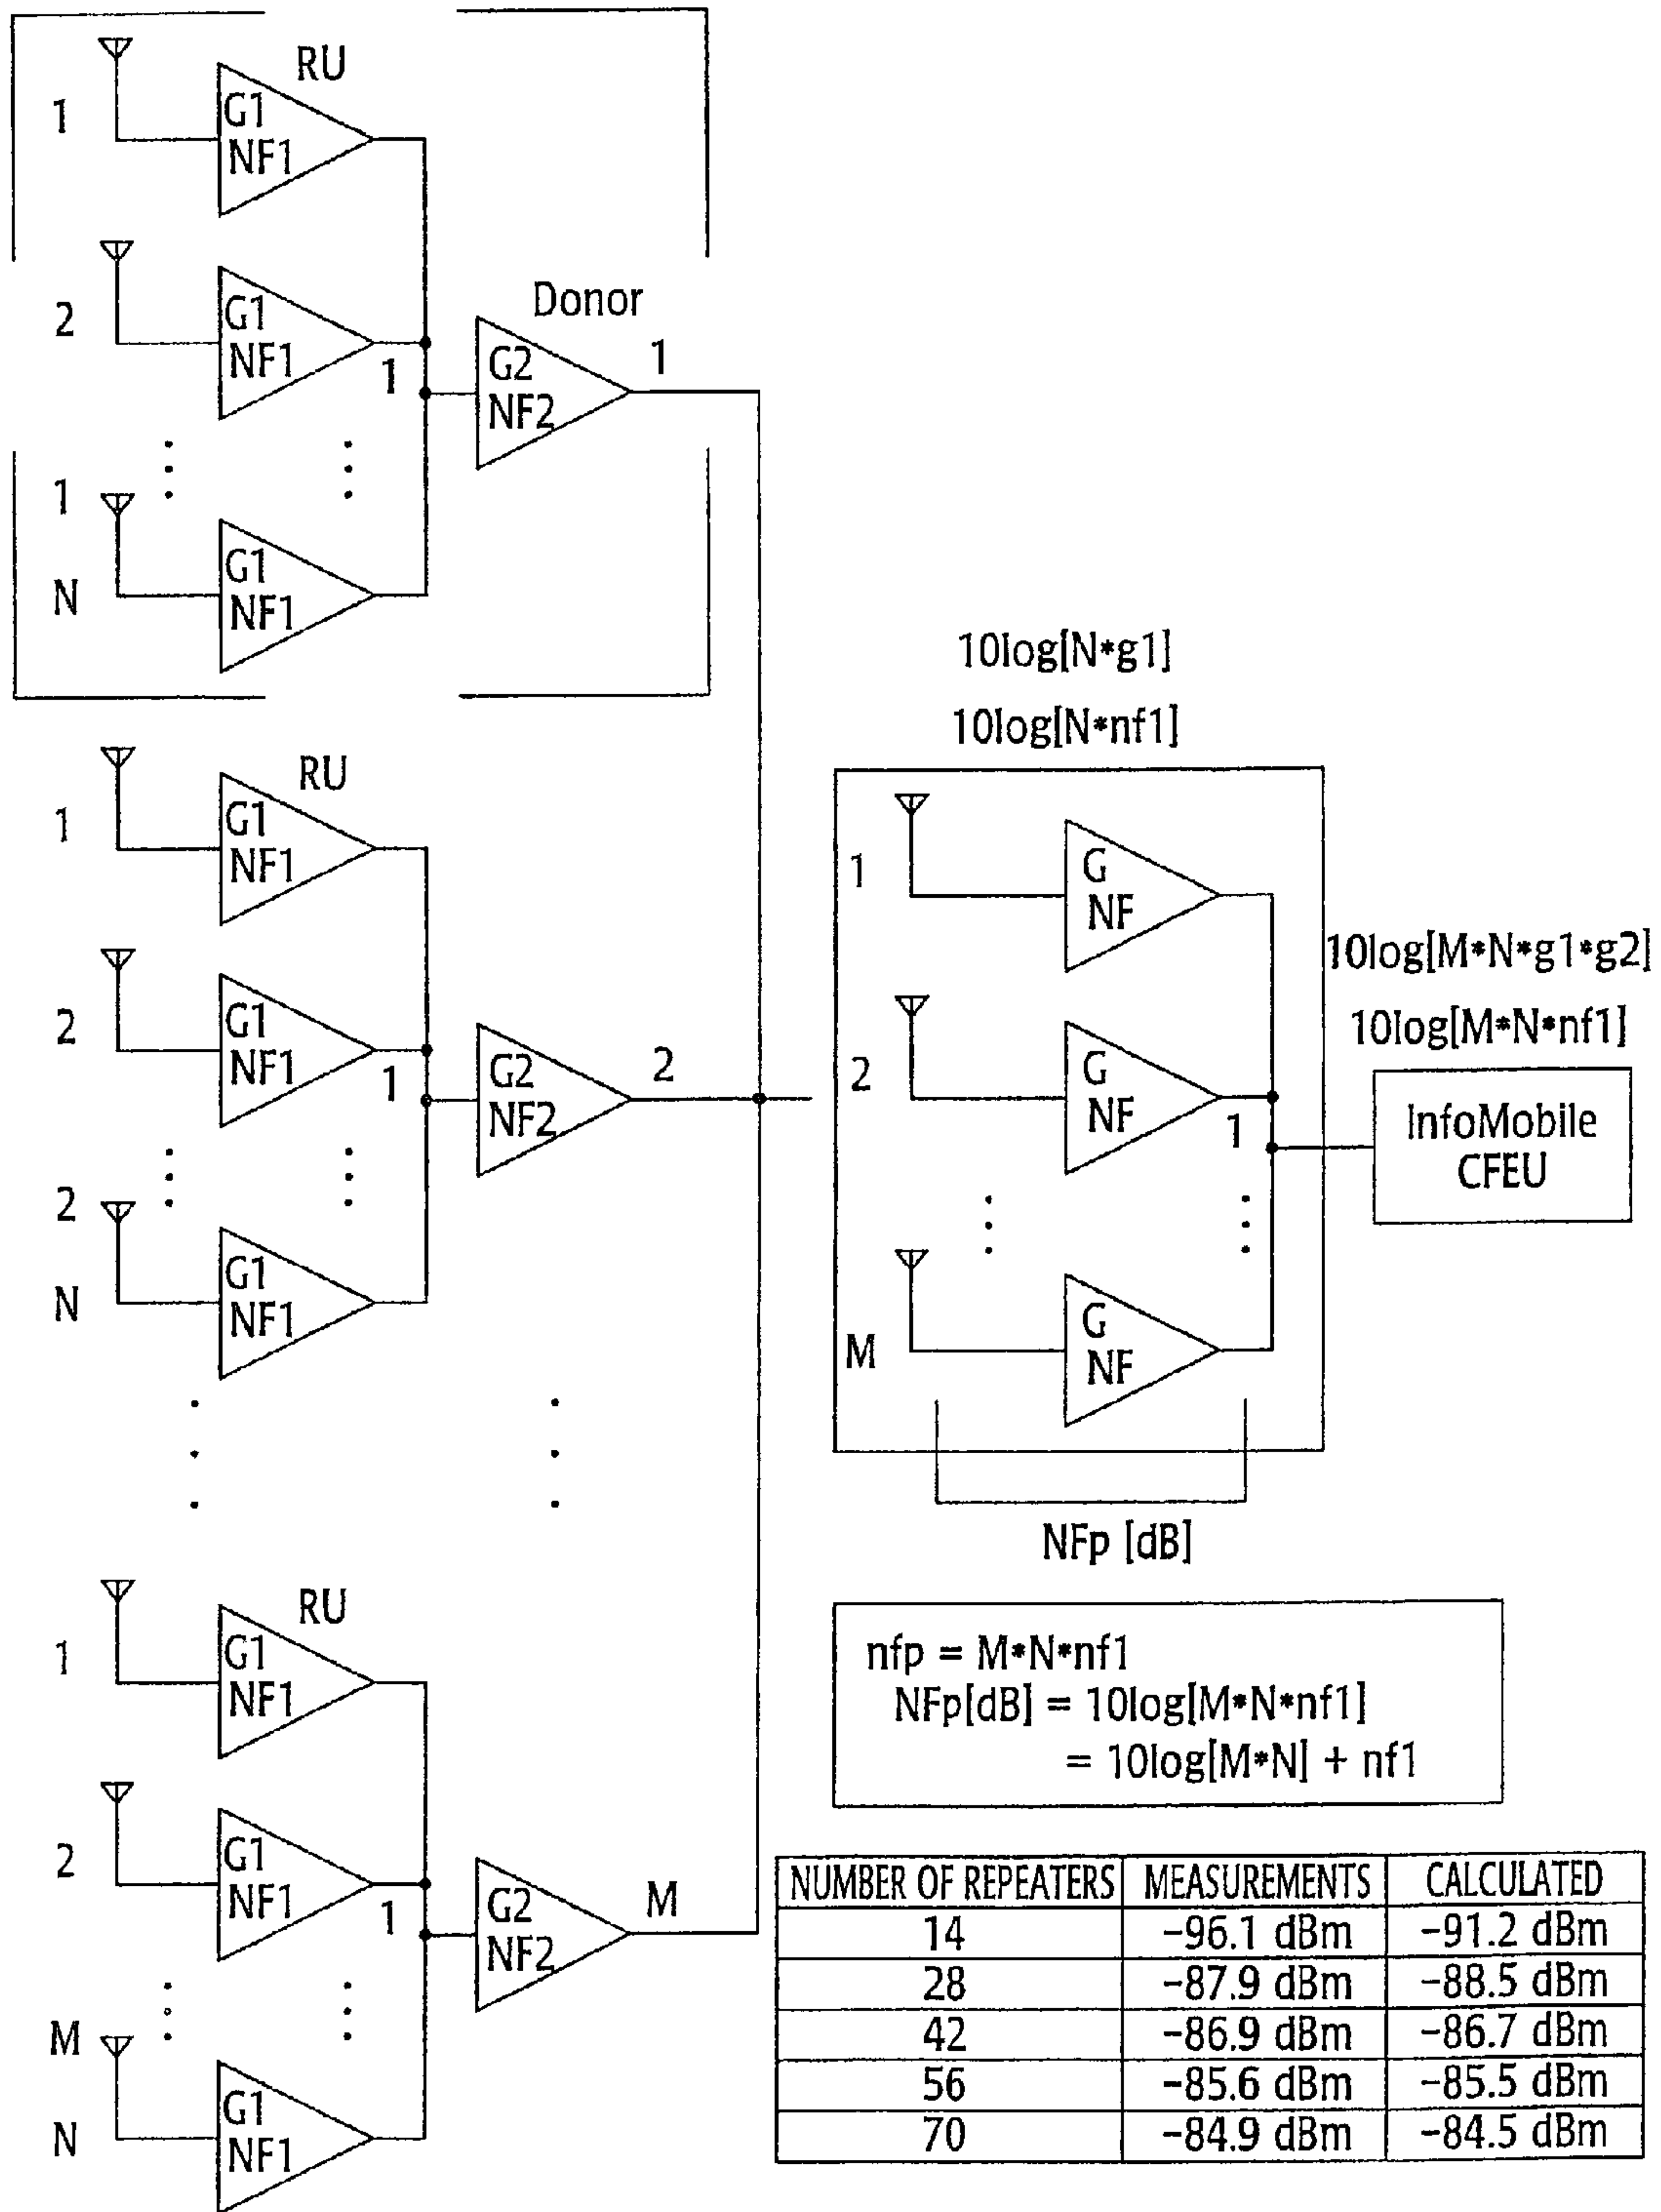 RU
1
G1
NF1
2
G1
NF1
1
Donor
G2
NF2
1
1
N
G1
NF1
RU
1
G1
NF1
2
G1
NF1
1
G2
NF2
2
2
N
G1
NF1
RU
1
G1
NF1
2
G1
NF1
1
G2
NF2
M
M
N
G1
NF1
10log[N*g1]
10log[N*nf1]
1
G
NF
2
G
NF
1
M
G
NF
10log[M*N*g1*g2]
10log[M*N*nf1]
InfoMobile
CFEU
NFp [dB]
nfp = M*N*nf1
NFp[dB] = 10log[M*N*nf1]
= 10log[M*N] + nf1
NUMBER OF REPEATERS MEASUREMENTS CALCULATED
14 -96.1 dBm -91.2 dBm
28 -87.9 dBm -88.5 dBm
42 -86.9 dBm -86.7 dBm
56 -85.6 dBm -85.5 dBm
70 -84.9 dBm -84.5 dBm